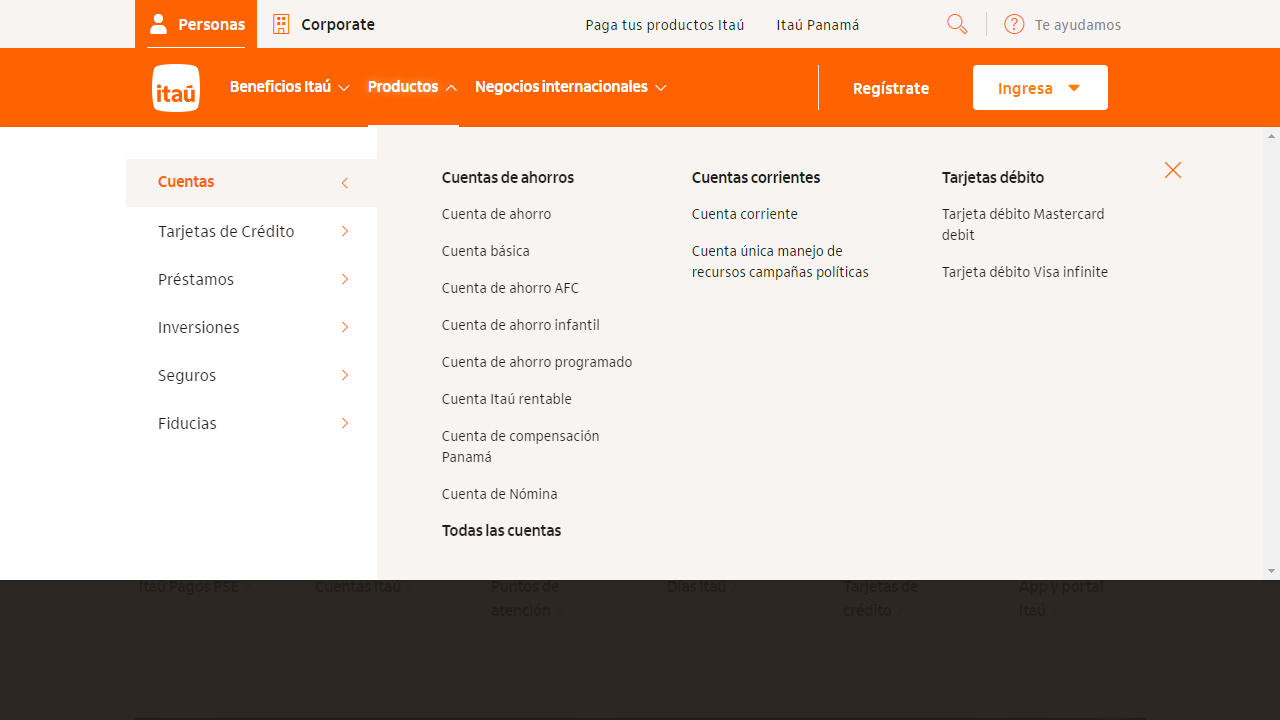 Personas
Corporate
Paga tus productos Itaú
Itaú Panamá
Te ayudamos
itaú
Beneficios Itaú
Productos
Negocios internacionales
Regístrate
Ingresa
Cuentas
Tarjetas de Crédito
Préstamos
Inversiones
Seguros
Fiducias
Cuentas de ahorros
Cuenta de ahorro
Cuenta básica
Cuenta de ahorro AFC
Cuenta de ahorro infantil
Cuenta de ahorro programado
Cuenta Itaú rentable
Cuenta de compensación
Panamá
Cuenta de Nómina
Todas las cuentas
Cuentas corrientes
Cuenta corriente
Cuenta única manejo de
recursos campañas políticas
Tarjetas débito
Tarjeta débito Mastercard
debit
Tarjeta débito Visa infinite
Itaú Pagos PSE
Cuentas Itaú
Puntos de
atención
Días Itaú
Tarjetas de
crédito
App y portal
Itaú